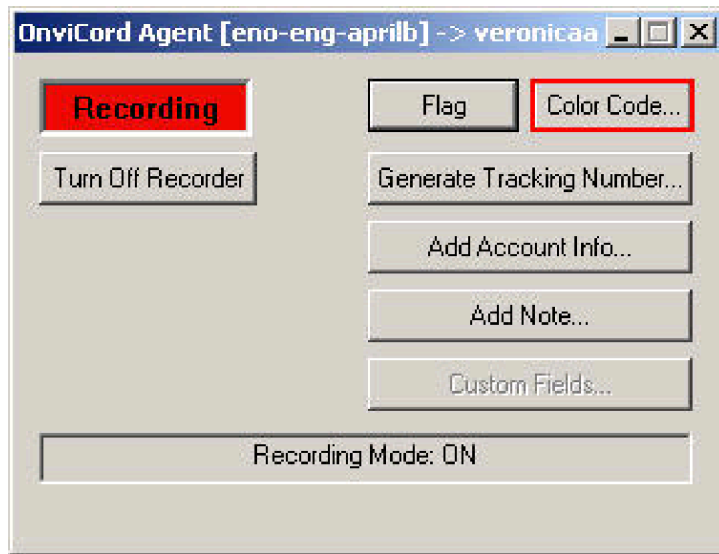 OnviCord Agent [eno-eng-aprilb] -> veronicaa
Recording
Flag
Color Code...
Turn Off Recorder
Generate Tracking Number...
Add Account Info...
Add Note...
Custom Fields...
Recording Mode: ON